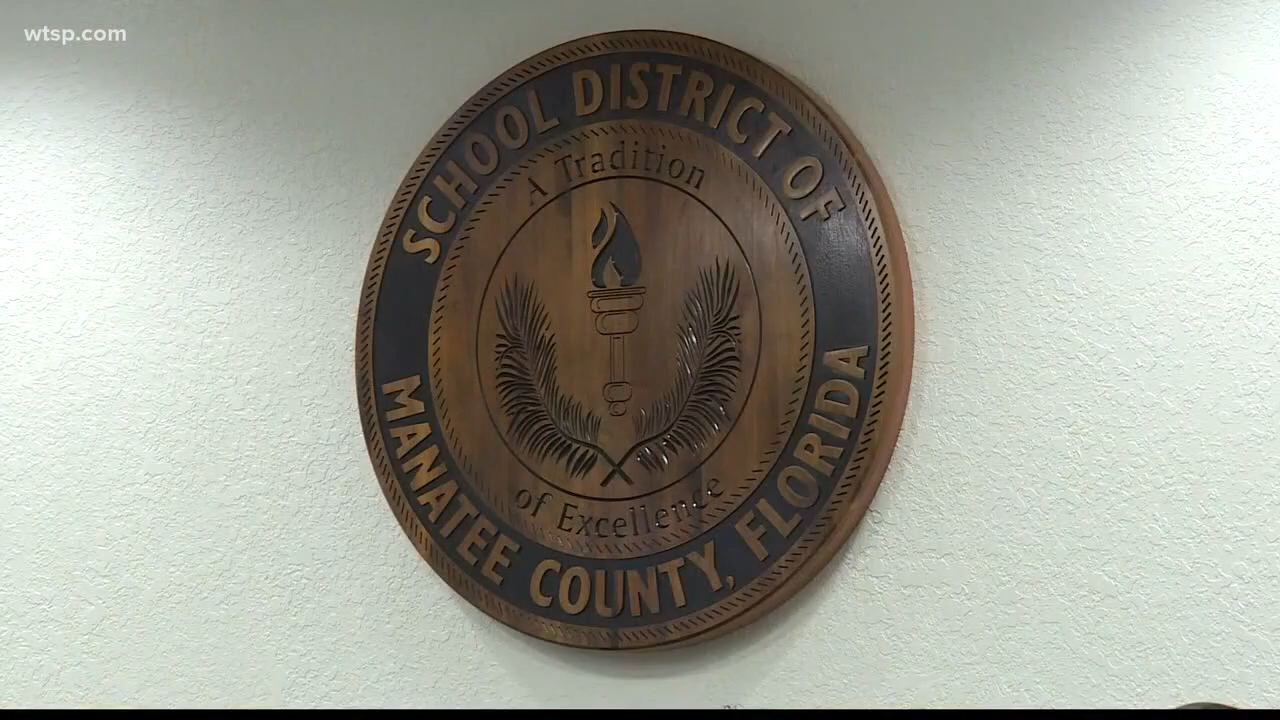 wtsp.com
SCHOOL DISTRICT OF
A Tradition
of Excellence
MANATEE COUNTY, FLORIDA